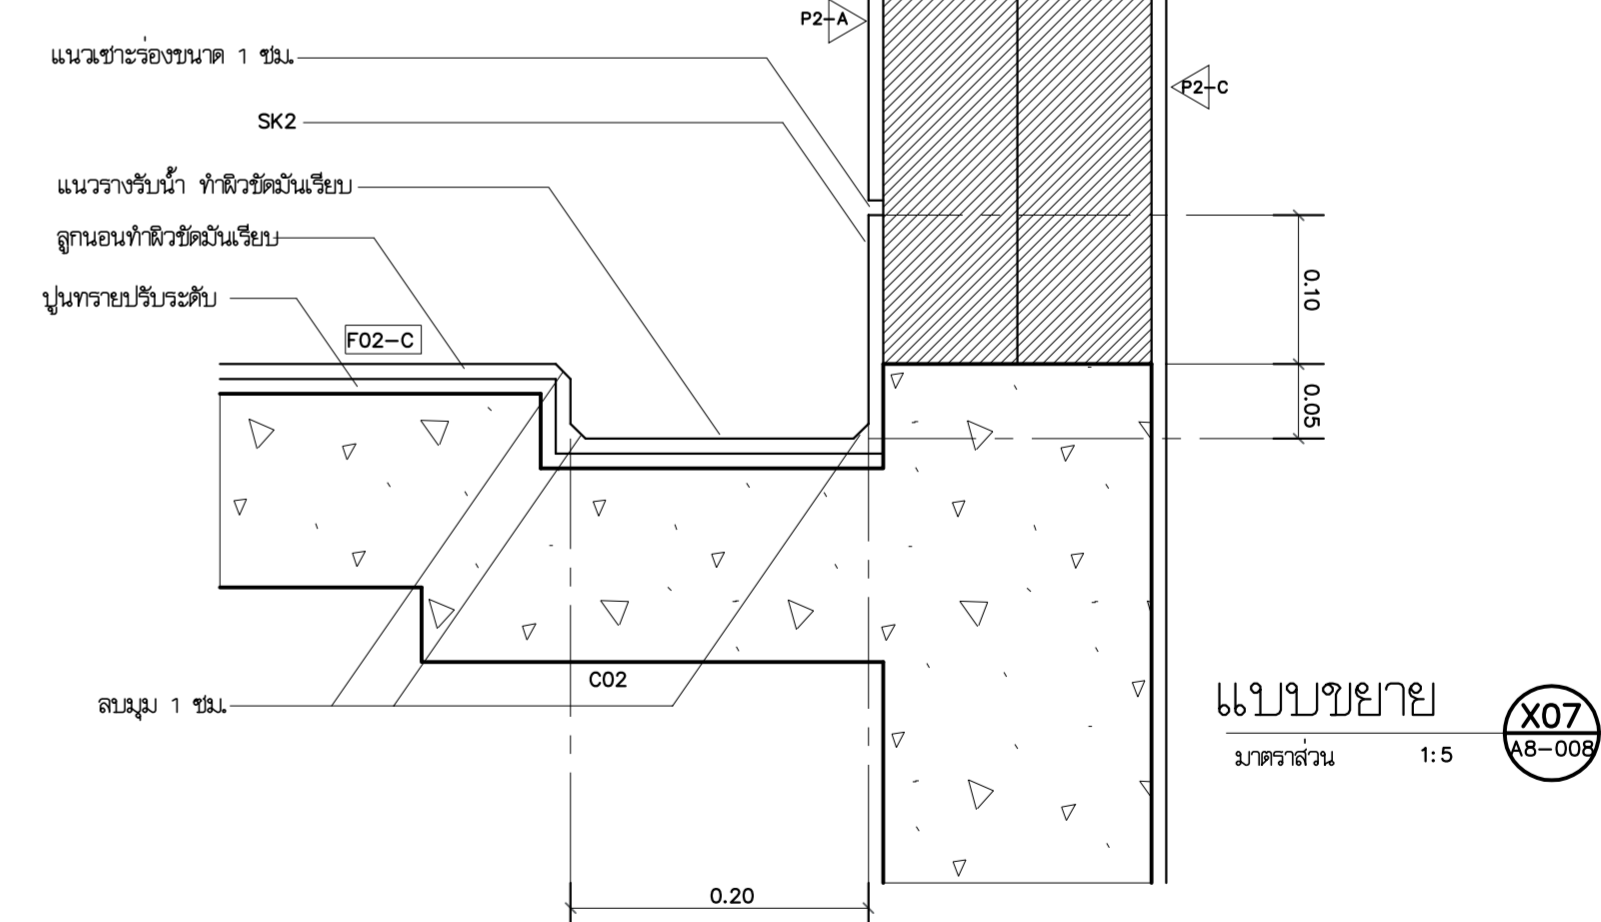 P2-A
แนวเซาะร่องขนาด 1 ซม.
P2-C
SK2
แนวรางรับน้ำ ทำผิวขัดมันเรียบ
ลูกนอนทำผิวขัดมันเรียบ
ปูนทรายปรับระดับ
F02-C
0.10
0.05
C02
ลบมุม 1 ซม.
แบบขยาย
มาตราส่วน 1:5
X07
A8-008
0.20